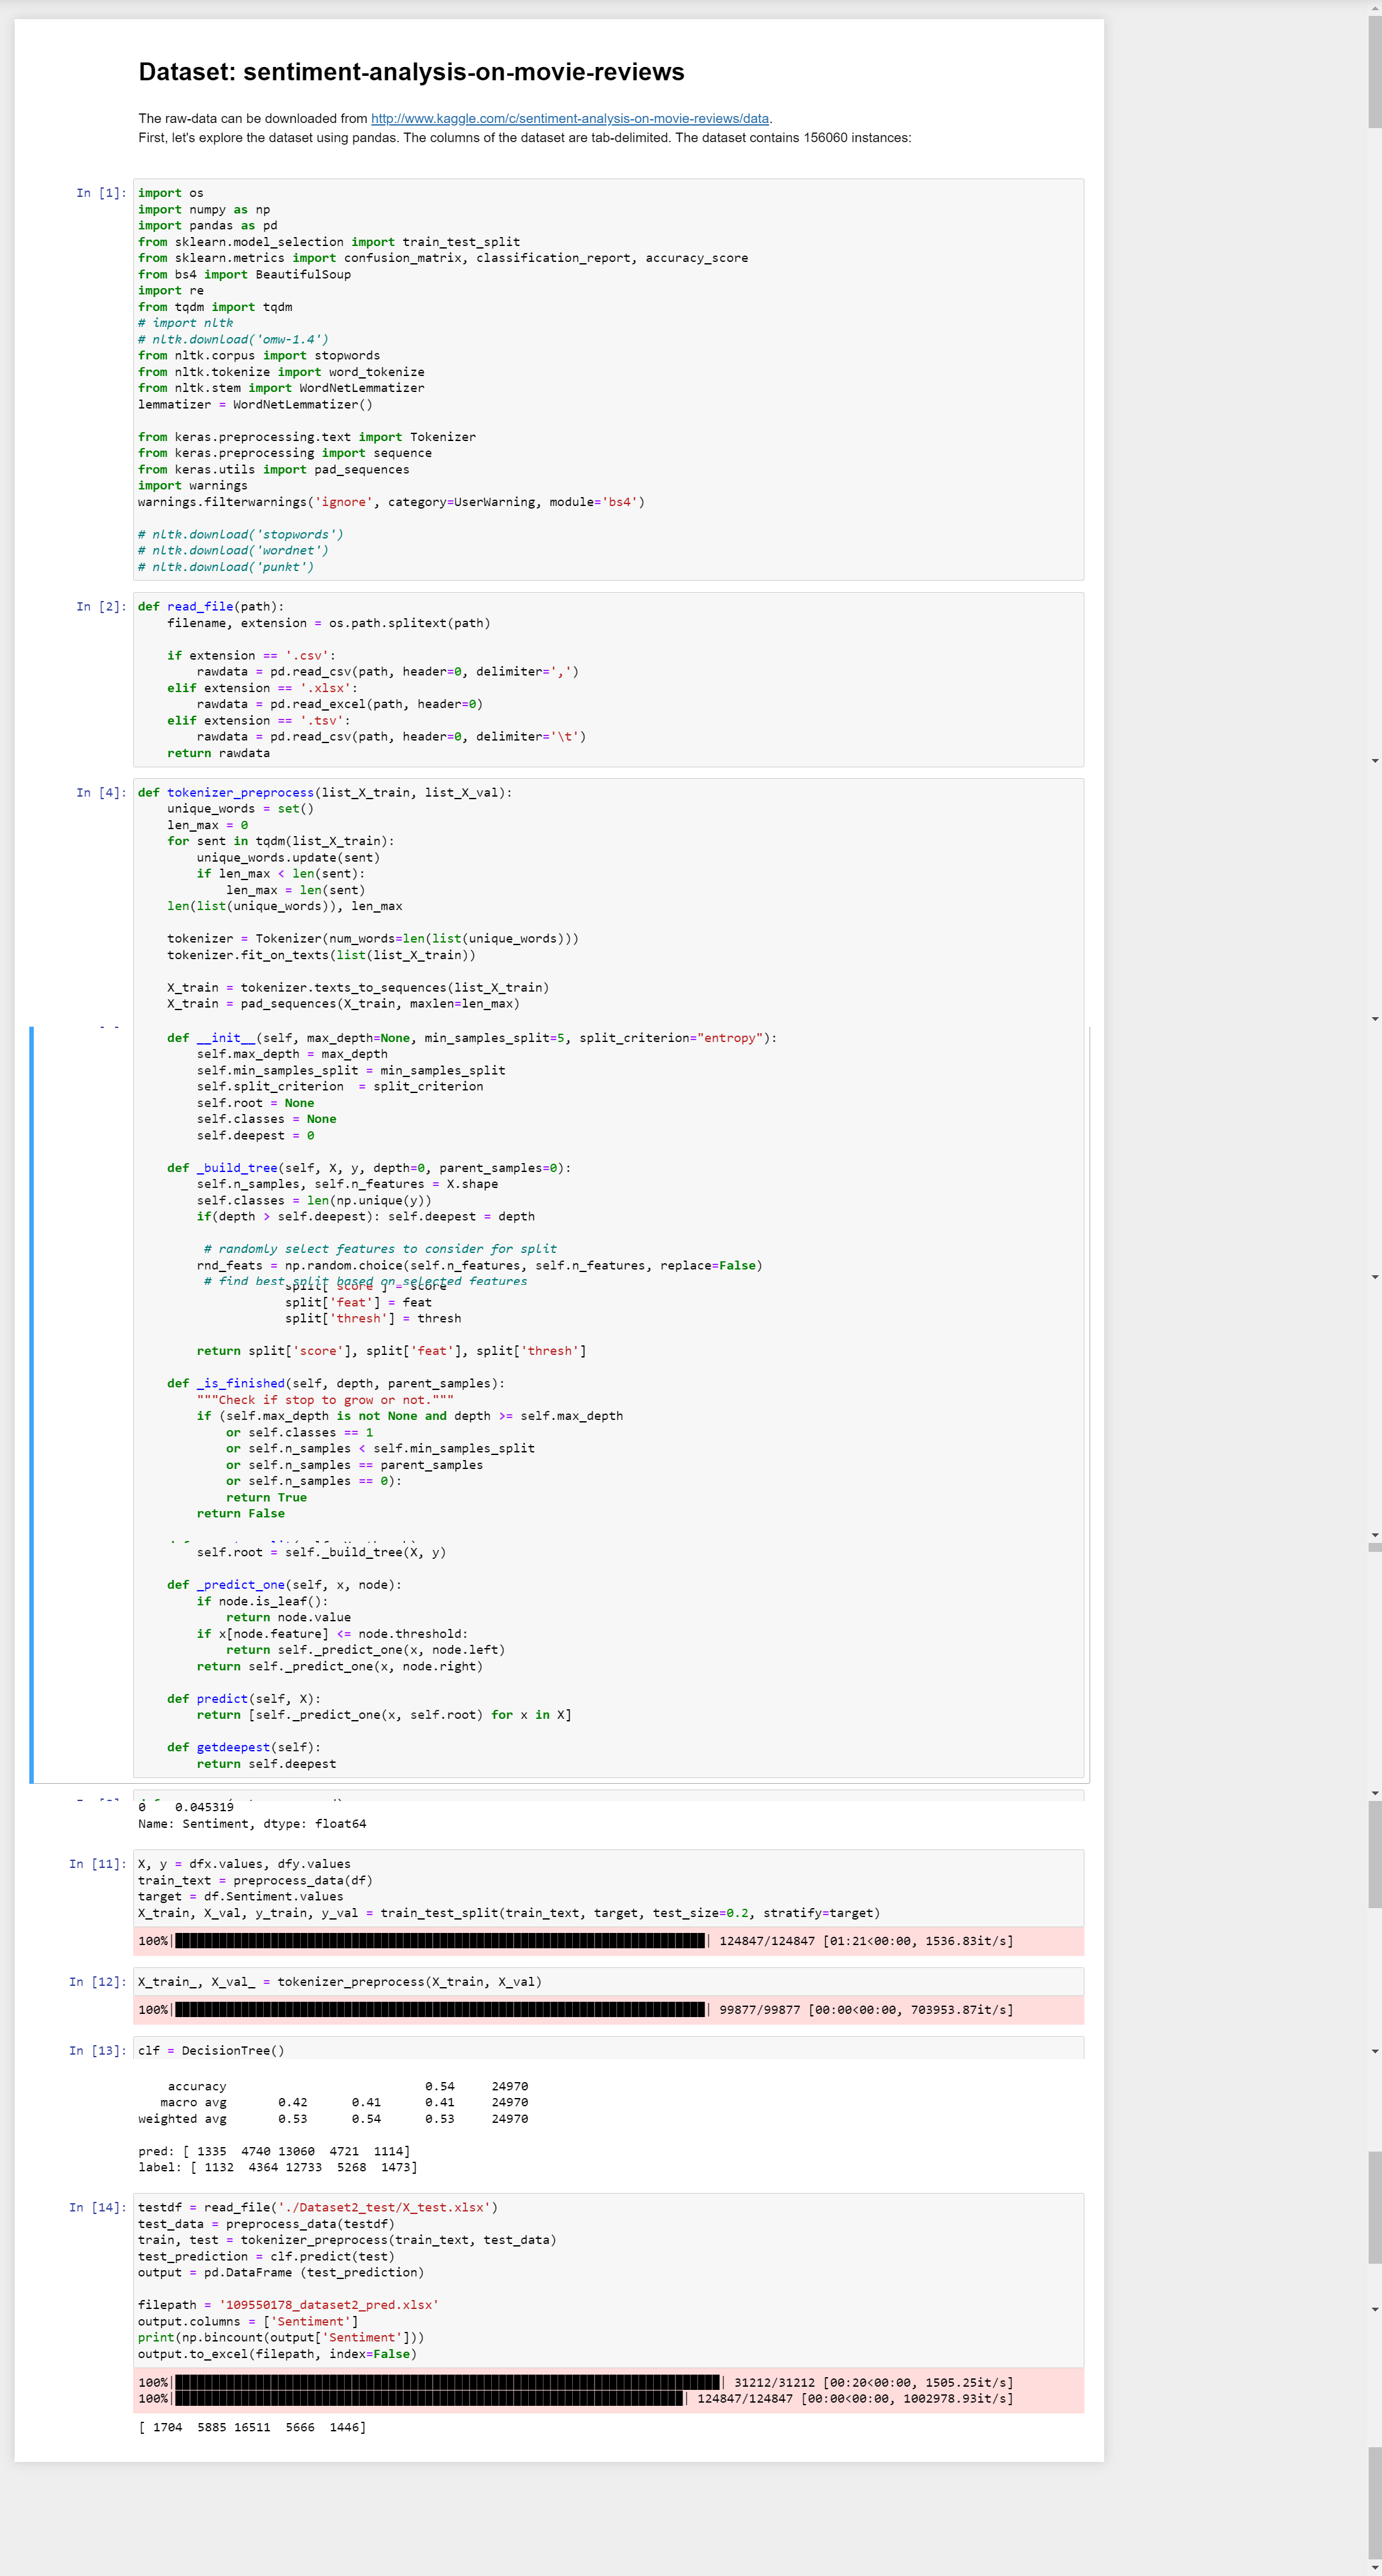 Dataset: sentiment-analysis-on-movie-reviews
The raw-data can be downloaded from http://www.kaggle.com/c/sentiment-analysis-on-movie-reviews/data.
First, let's explore the dataset using pandas. The columns of the dataset are tab-delimited. The dataset contains 156060 instances:
In [1]: import os
import numpy as np
import pandas as pd
from sklearn.model_selection import train_test_split
from sklearn.metrics import confusion_matrix, classification_report, accuracy_score
from bs4 import BeautifulSoup
import re
from tqdm import tqdm
# import nltk
# nltk.download('omw-1.4')
from nltk.corpus import stopwords
from nltk.tokenize import word_tokenize
from nltk.stem import WordNetLemmatizer
lemmatizer = WordNetLemmatizer()
from keras.preprocessing.text import Tokenizer
from keras.preprocessing import sequence
from keras.utils import pad_sequences
import warnings
warnings.filterwarnings('ignore', category=UserWarning, module='bs4')
# nltk.download('stopwords')
# nltk.download('wordnet')
# nltk.download('punkt')
In [2]: def read_file(path):
filename, extension = os.path.splitext(path)
if extension == '.csv':
rawdata = pd.read_csv(path, header=0, delimiter=',')
elif extension == '.xlsx':
rawdata = pd.read_excel(path, header=0)
elif extension == '.tsv':
rawdata = pd.read_csv(path, header=0, delimiter='\t')
return rawdata
In [4]: def tokenizer_preprocess(list_X_train, list_X_val):
unique_words = set()
len_max = 0
for sent in tqdm(list_X_train):
unique_words.update(sent)
if len_max < len(sent):
len_max = len(sent)
len(list(unique_words)), len_max
tokenizer = Tokenizer(num_words=len(list(unique_words)))
tokenizer.fit_on_texts(list(list_X_train))
X_train = tokenizer.texts_to_sequences(list_X_train)
X_train = pad_sequences(X_train, maxlen=len_max)
def __init__(self, max_depth=None, min_samples_split=5, split_criterion="entropy"):
self.max_depth = max_depth
self.min_samples_split = min_samples_split
self.split_criterion  = split_criterion
self.root = None
self.classes = None
self.deepest = 0
def _build_tree(self, X, y, depth=0, parent_samples=0):
self.n_samples, self.n_features = X.shape
self.classes = len(np.unique(y))
if(depth > self.deepest): self.deepest = depth
# randomly select features to consider for split
rnd_feats = np.random.choice(self.n_features, self.n_features, replace=False)
# find best split based on selected features
split['score'] = score
split['feat'] = feat
split['thresh'] = thresh
return split['score'], split['feat'], split['thresh']
def _is_finished(self, depth, parent_samples):
"""Check if stop to grow or not."""
if (self.max_depth is not None and depth >= self.max_depth
or self.classes == 1
or self.n_samples < self.min_samples_split
or self.n_samples == parent_samples
or self.n_samples == 0):
return True
return False
self.root = self._build_tree(X, y)
def _predict_one(self, x, node):
if node.is_leaf():
return node.value
if x[node.feature] <= node.threshold:
return self._predict_one(x, node.left)
return self._predict_one(x, node.right)
def predict(self, X):
return [self._predict_one(x, self.root) for x in X]
def getdeepest(self):
return self.deepest
0    0.045319
Name: Sentiment, dtype: float64
In [11]: X, y = dfx.values, dfy.values
train_text = preprocess_data(df)
target = df.Sentiment.values
X_train, X_val, y_train, y_val = train_test_split(train_text, target, test_size=0.2, stratify=target)
100%| | 124847/124847 [01:21<00:00, 1536.83it/s]
In [12]: X_train_, X_val_ = tokenizer_preprocess(X_train, X_val)
100%| | 99877/99877 [00:00<00:00, 703953.87it/s]
In [13]: clf = DecisionTree()
accuracy 0.54 24970
macro avg 0.42 0.41 0.41 24970
weighted avg 0.53 0.54 0.53 24970
pred: [ 1335  4740 13060  4721  1114]
label: [ 1132  4364 12733  5268  1473]
In [14]: testdf = read_file('./Dataset2_test/X_test.xlsx')
test_data = preprocess_data(testdf)
train, test = tokenizer_preprocess(train_text, test_data)
test_prediction = clf.predict(test)
output = pd.DataFrame (test_prediction)
filepath = '109550178_dataset2_pred.xlsx'
output.columns = ['Sentiment']
print(np.bincount(output['Sentiment']))
output.to_excel(filepath, index=False)
100%| | 31212/31212 [00:20<00:00, 1505.25it/s]
100%| | 124847/124847 [00:00<00:00, 1002978.93it/s]
[ 1704  5885 16511  5666  1446]